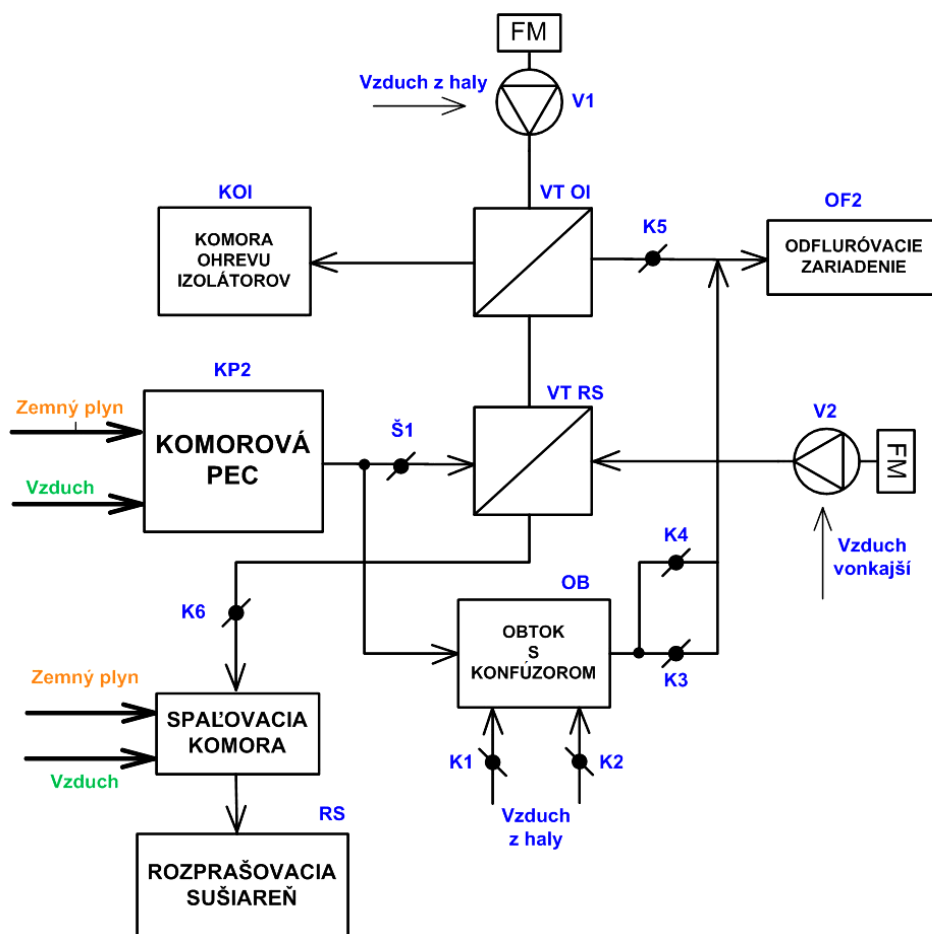 FM
Vzduch z haly
V1
KOI
VT OI
OF2
K5
KOMORA
OHREVU
IZOLÁTOROV
ODFLURÓVACIE
ZARIADENIE
KP2
VT RS
V2
Zemný plyn
Š1
KOMOROVÁ
PEC
FM
Vzduch
K4
Vzduch
vonkajší
OB
K6
OBTOK
S
KONFÚZOROM
K3
Zemný plyn
SPAĽOVACIA
KOMORA
K1
K2
Vzduch
Vzduch
z haly
RS
ROZPRAŠOVACIA
SUŠIAREŇ